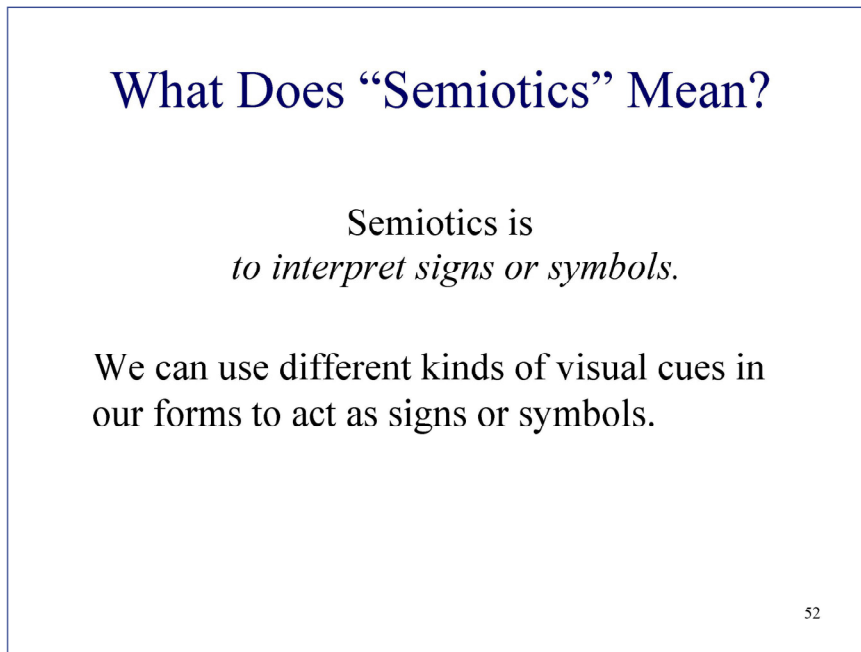 What Does “Semiotics” Mean?
Semiotics is
to interpret signs or symbols.
We can use different kinds of visual cues in
our forms to act as signs or symbols.
52